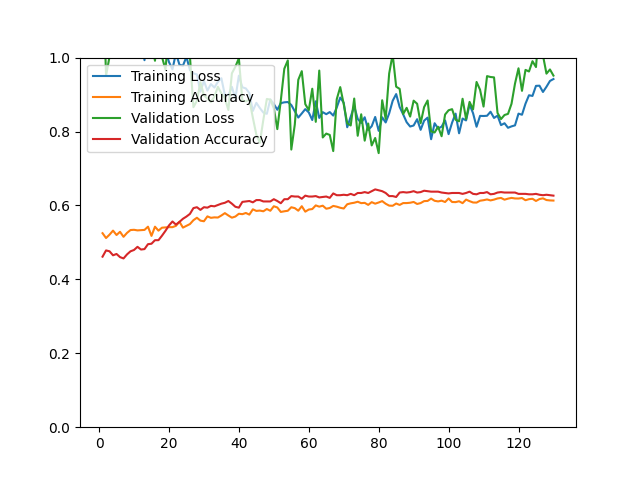 1.0
0.8
0.6
0.4
0.2
0.0
Training Loss
Training Accuracy
Validation Loss
Validation Accuracy
0 20 40 60 80 100 120